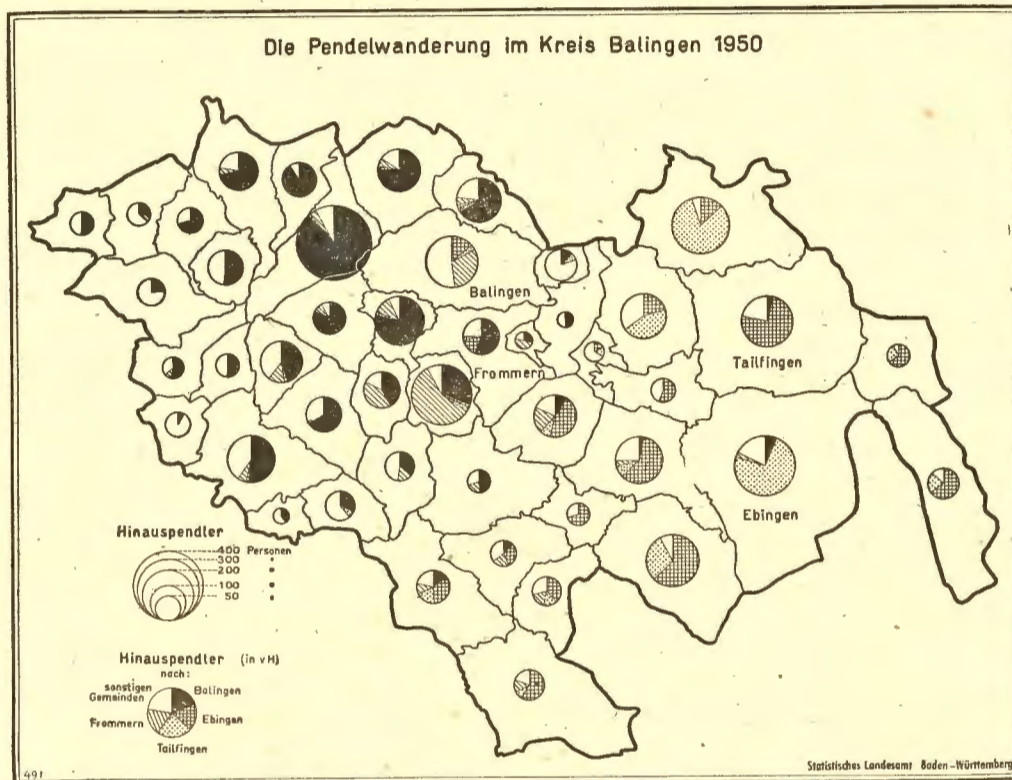 Die Pendelwanderung im Kreis Balingen 1950
Balingen
Tailfingen
Frommern
Ebingen
Hinauspendler
400 Personen
300 "
200 "
100 "
50 "
Hinauspendler (in vH)
nach:
sonstigen
Gemeinden
Balingen
Frommern
Ebingen
Tailfingen
491
Statistisches Landesamt Baden-Württemberg